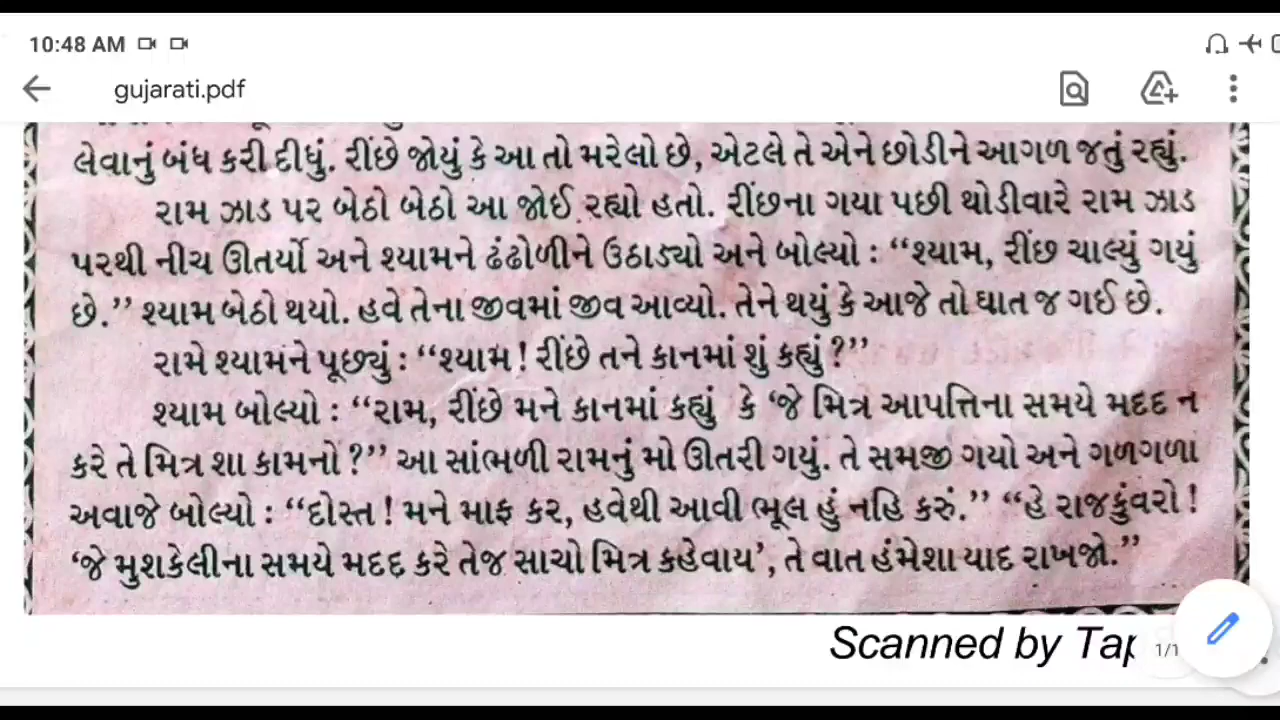 10:48 AM
gujarati.pdf
લેવાનું બંધ કરી દીધું. રીંછે જોયું કે આ તો મરેલો છે, એટલે તે એને છોડીને આગળ જતું રહ્યું.
રામ ઝાડ પર બેઠો બેઠો આ જોઈ રહ્યો હતો. રીંછના ગયા પછી થોડીવારે રામ ઝાડ
પરથી નીચ ઊતર્યો અને શ્યામને ઢંઢોળીને ઉઠાડ્યો અને બોલ્યો : “શ્યામ, રીંછ ચાલ્યું ગયું
છે.” શ્યામ બેઠો થયો. હવે તેના જીવમાં જીવ આવ્યો. તેને થયું કે આજે તો ઘાત જ ગઈ છે.
રામે શ્યામને પૂછ્યું : “શ્યામ ! રીંછે તને કાનમાં શું કહ્યું ?”
શ્યામ બોલ્યો : “રામ, રીંછે મને કાનમાં કહ્યું કે ‘જે મિત્ર આપત્તિના સમયે મદદ ન
કરે તે મિત્ર શા કામનો ?” આ સાંભળી રામનું મો ઊતરી ગયું. તે સમજી ગયો અને ગળગળા
અવાજે બોલ્યો : “દોસ્ત ! મને માફ કર, હવેથી આવી ભૂલ હું નહિ કરું.” “હે રાજકુંવરો !
‘જે મુશકેલીના સમયે મદદ કરે તેજ સાચો મિત્ર કહેવાય’, તે વાત હંમેશા યાદ રાખજો.”
Scanned by Tap
1/1